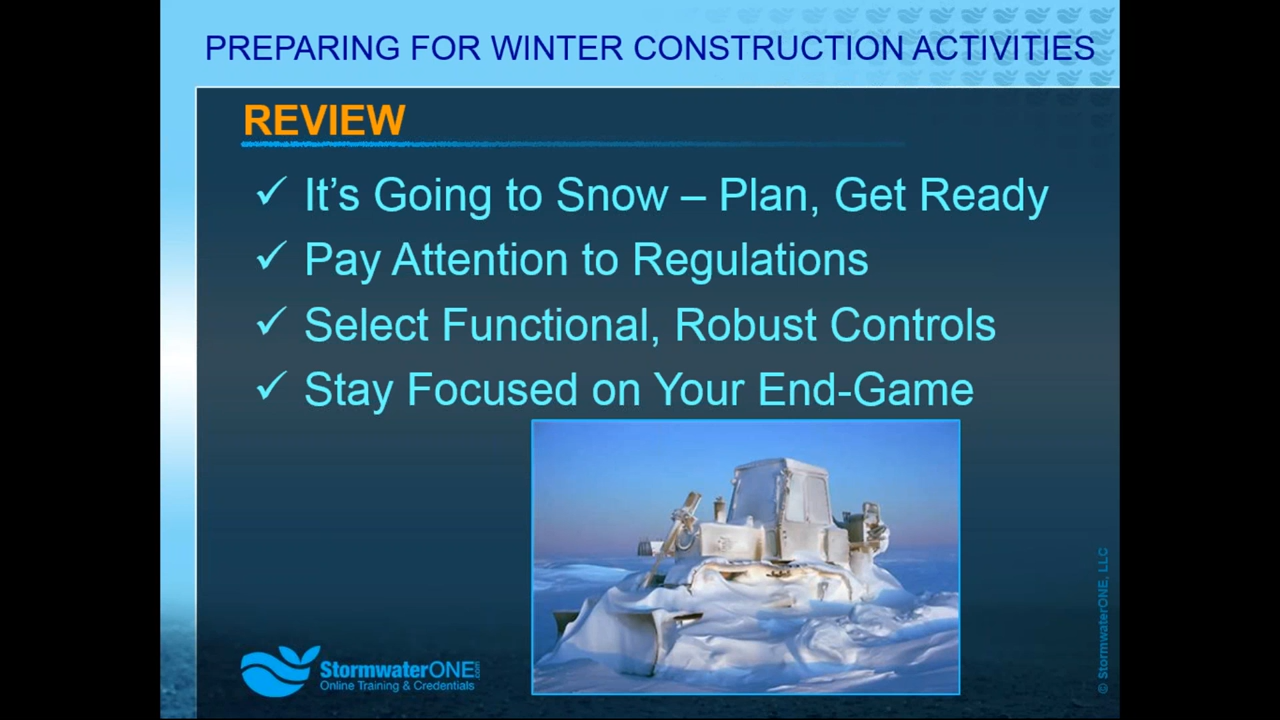 PREPARING FOR WINTER CONSTRUCTION ACTIVITIES
REVIEW
✓ It’s Going to Snow – Plan, Get Ready
✓ Pay Attention to Regulations
✓ Select Functional, Robust Controls
✓ Stay Focused on Your End-Game
StormwaterONE.com
Online Training & Credentials
© StormwaterONE, LLC